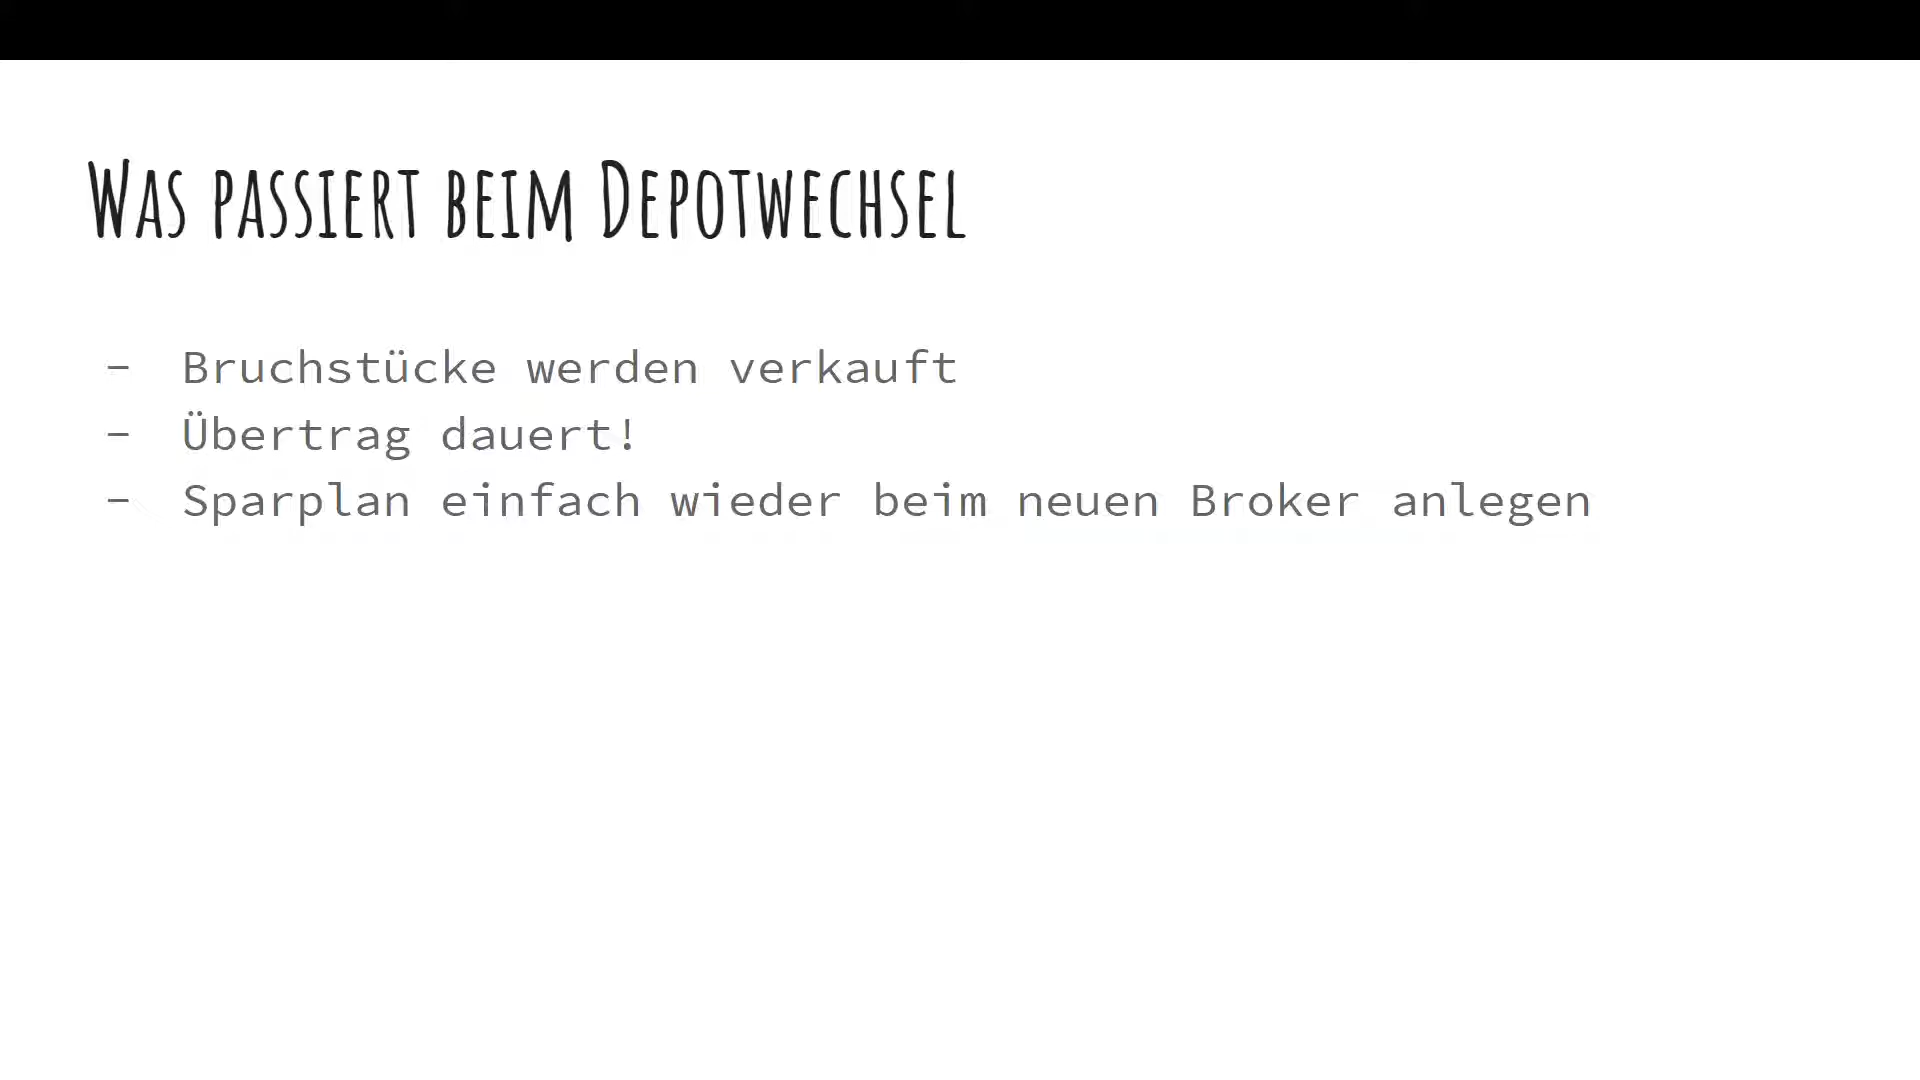 Was passiert beim Depotwechsel
- Bruchstücke werden verkauft
- Übertrag dauert!
- Sparplan einfach wieder beim neuen Broker anlegen